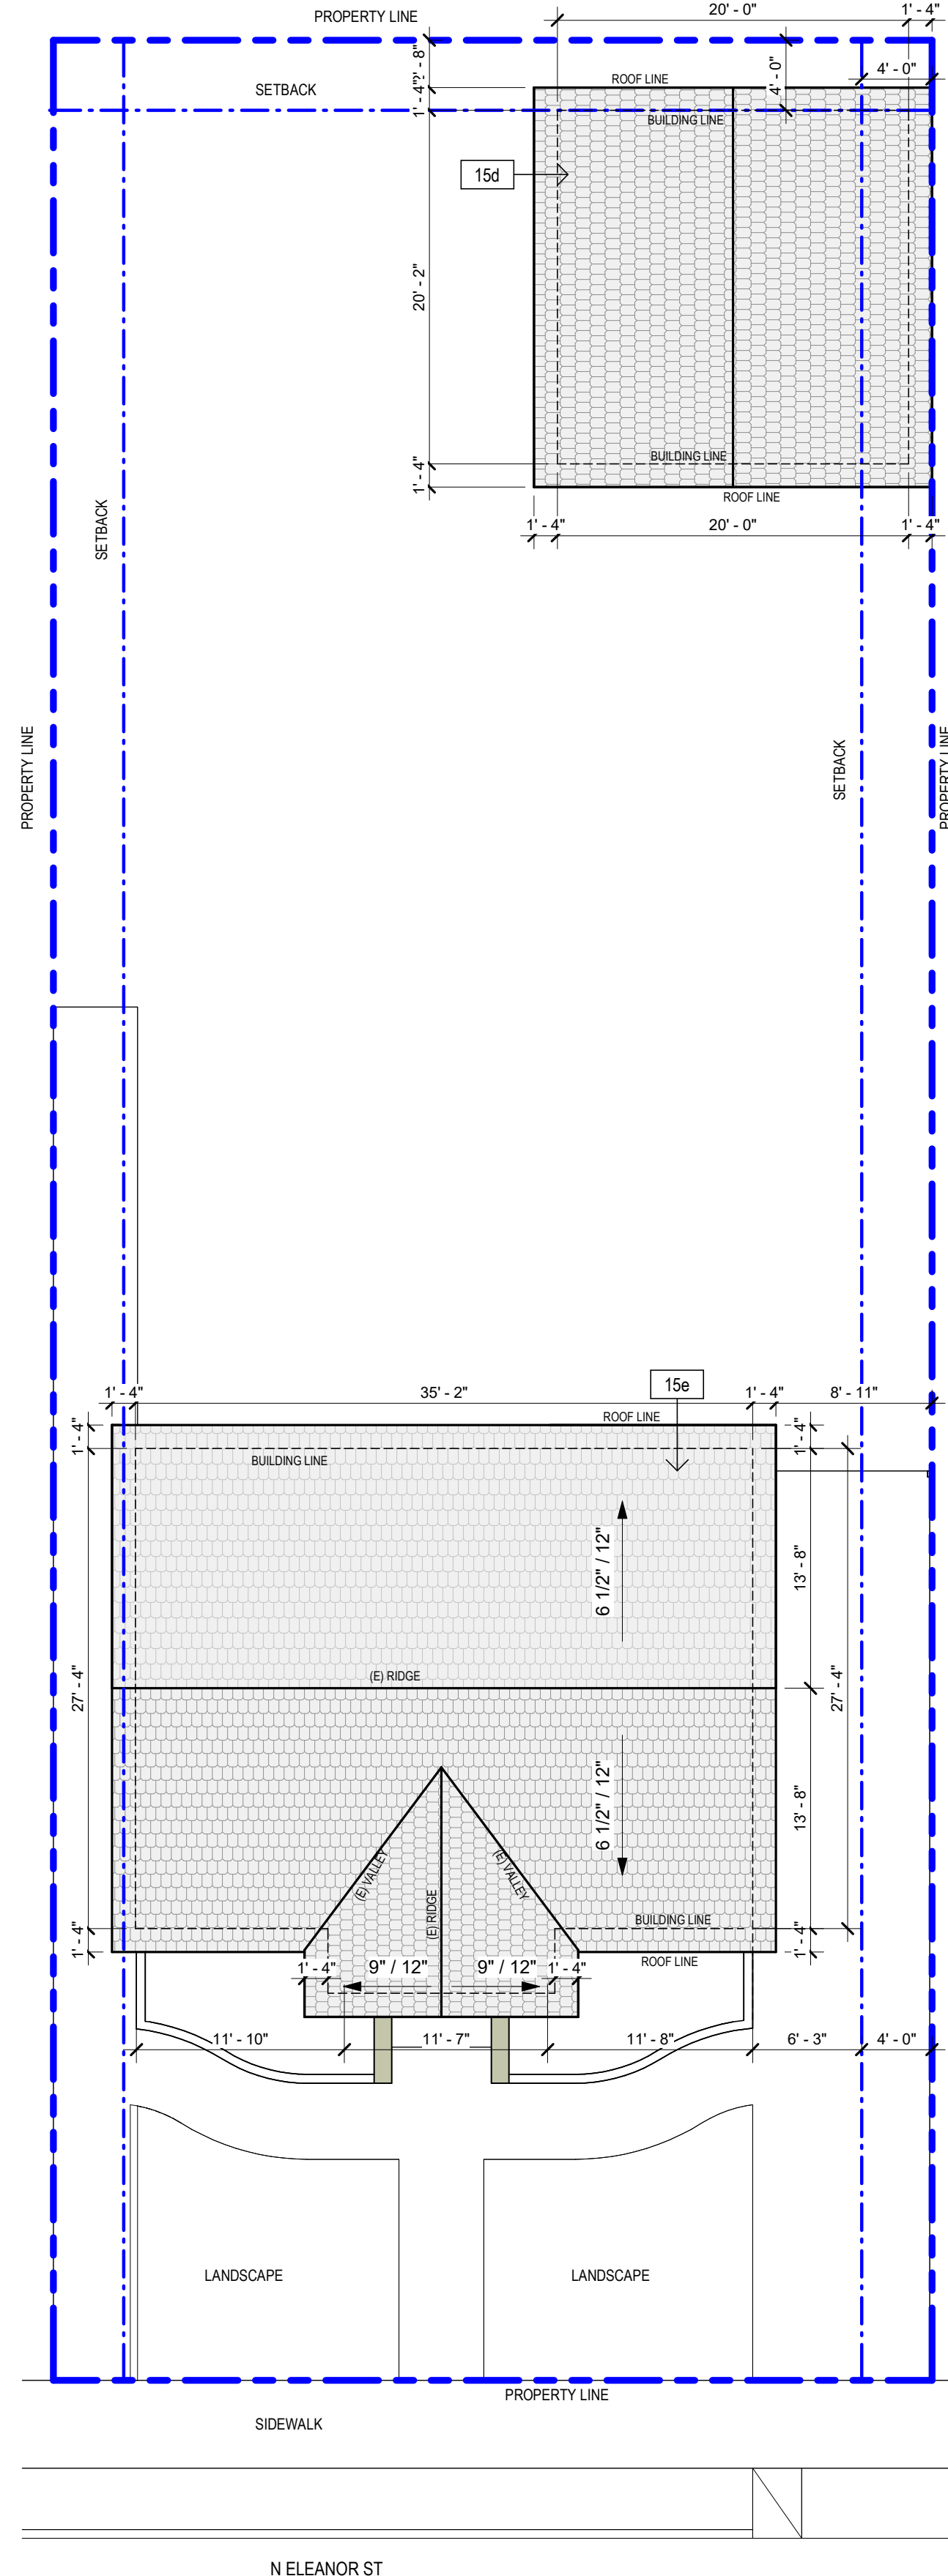 20' - 0"
1' - 4"
PROPERTY LINE
2' - 8"
4' - 0"
4' - 0"
ROOF LINE
SETBACK
1' - 4"
BUILDING LINE
15d
20' - 2"
BUILDING LINE
1' - 4"
ROOF LINE
1' - 4"
20' - 0"
1' - 4"
SETBACK
PROPERTY LINE
SETBACK
PROPERTY LINE
15e
1' - 4"
35' - 2"
1' - 4"
8' - 11"
ROOF LINE
1' - 4"
1' - 4"
BUILDING LINE
6 1/2" / 12"
13' - 8"
(E) RIDGE
27' - 4"
27' - 4"
6 1/2" / 12"
13' - 8"
(E) VALLEY
(E) VALLEY
(E) RIDGE
BUILDING LINE
1' - 4"
1' - 4"
ROOF LINE
1' - 4"
9" / 12"
9" / 12"
1' - 4"
11' - 10"
11' - 7"
11' - 8"
6' - 3"
4' - 0"
LANDSCAPE
LANDSCAPE
PROPERTY LINE
SIDEWALK
N ELEANOR ST